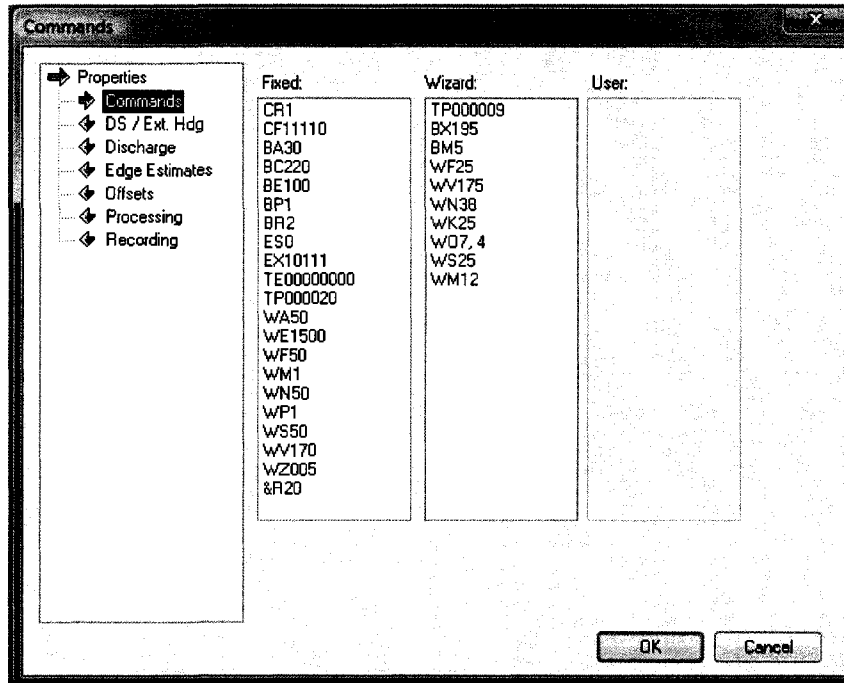 Commands
Properties
Commands
DS / Ext. Hdg
Discharge
Edge Estimates
Offsets
Processing
Recording
Fixed:
CR1
CF11110
BA30
BC220
BE100
BP1
BR2
ES0
EX10111
TE00000000
TP000020
WA50
WE1500
WF50
WM1
WN50
WP1
WS50
WV170
WZ005
&R20
Wizard:
TP000009
BX195
BM5
WF25
WV175
WN38
WK25
WO7, 4
WS25
WM12
User:
OK
Cancel